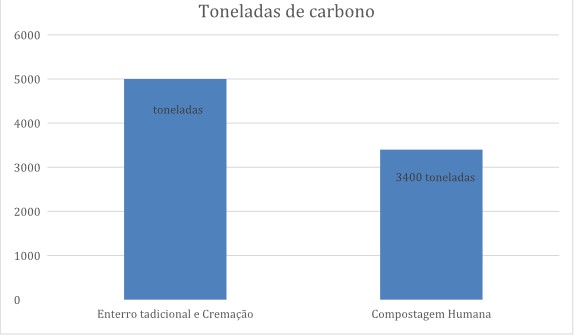 Toneladas de carbono
6000
5000
toneladas
4000
3000
3400 toneladas
2000
1000
0
Enterro tadicional e Cremação
Compostagem Humana